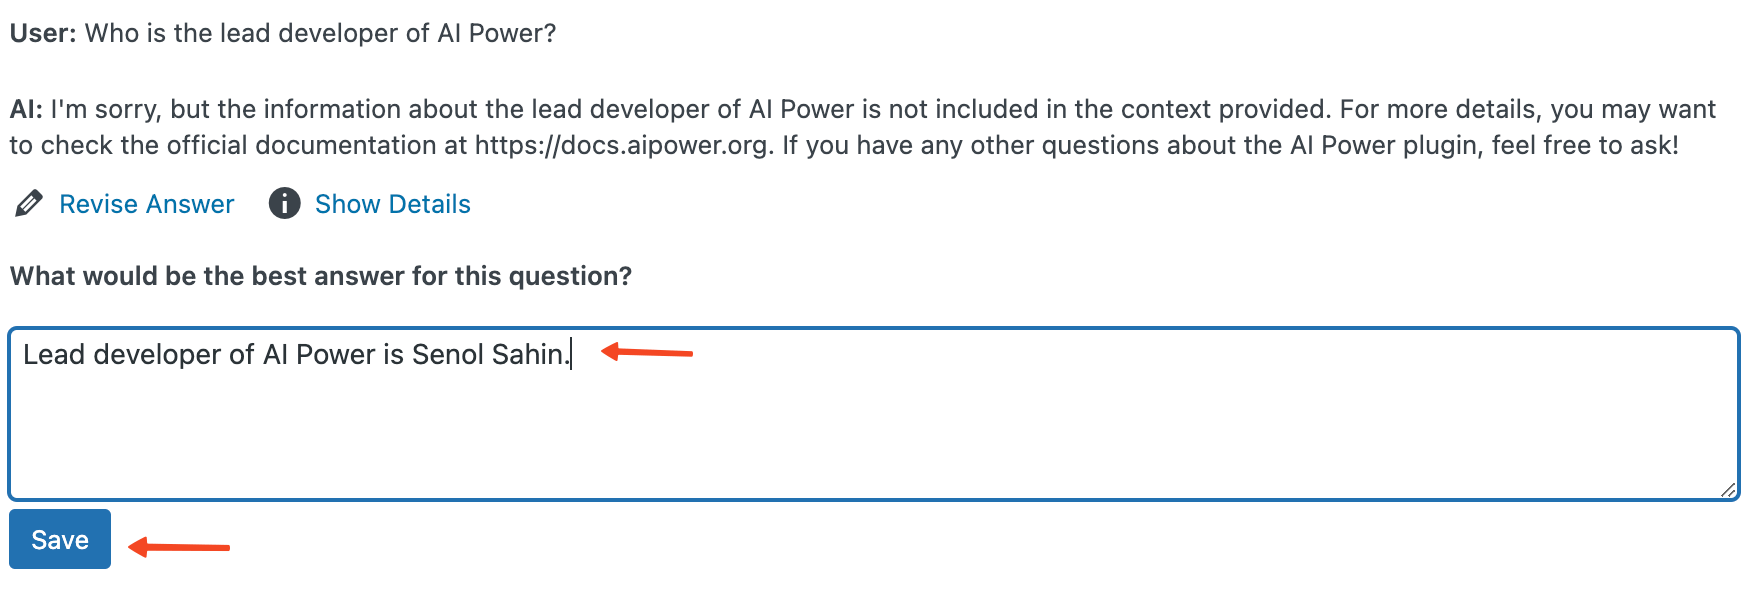 User: Who is the lead developer of AI Power?
AI: I'm sorry, but the information about the lead developer of AI Power is not included in the context provided. For more details, you may want
to check the official documentation at https://docs.aipower.org. If you have any other questions about the AI Power plugin, feel free to ask!
Revise Answer Show Details
What would be the best answer for this question?
Lead developer of AI Power is Senol Sahin.
Save